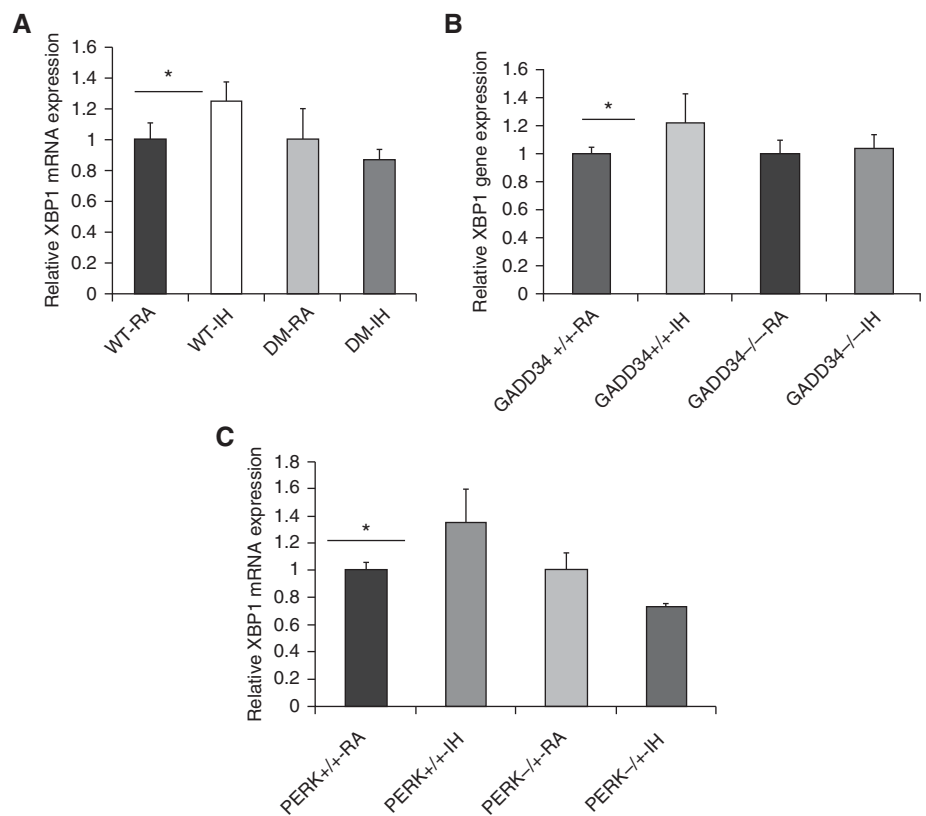 A
Relative XBP1 mRNA expression
1.6
1.4
1.2
1
0.8
0.6
0.4
0.2
0
*
WT-RA
WT-IH
DM-RA
DM-IH
B
Relative XBP1 gene expression
1.6
1.4
1.2
1
0.8
0.6
0.4
0.2
0
*
GADD34 +/+-RA
GADD34+/+-IH
GADD34–/–-RA
GADD34–/–-IH
C
Relative XBP1 mRNA expression
1.8
1.6
1.4
1.2
1
0.8
0.6
0.4
0.2
0
*
PERK+/+-RA
PERK+/+-IH
PERK–/+-RA
PERK–/+-IH